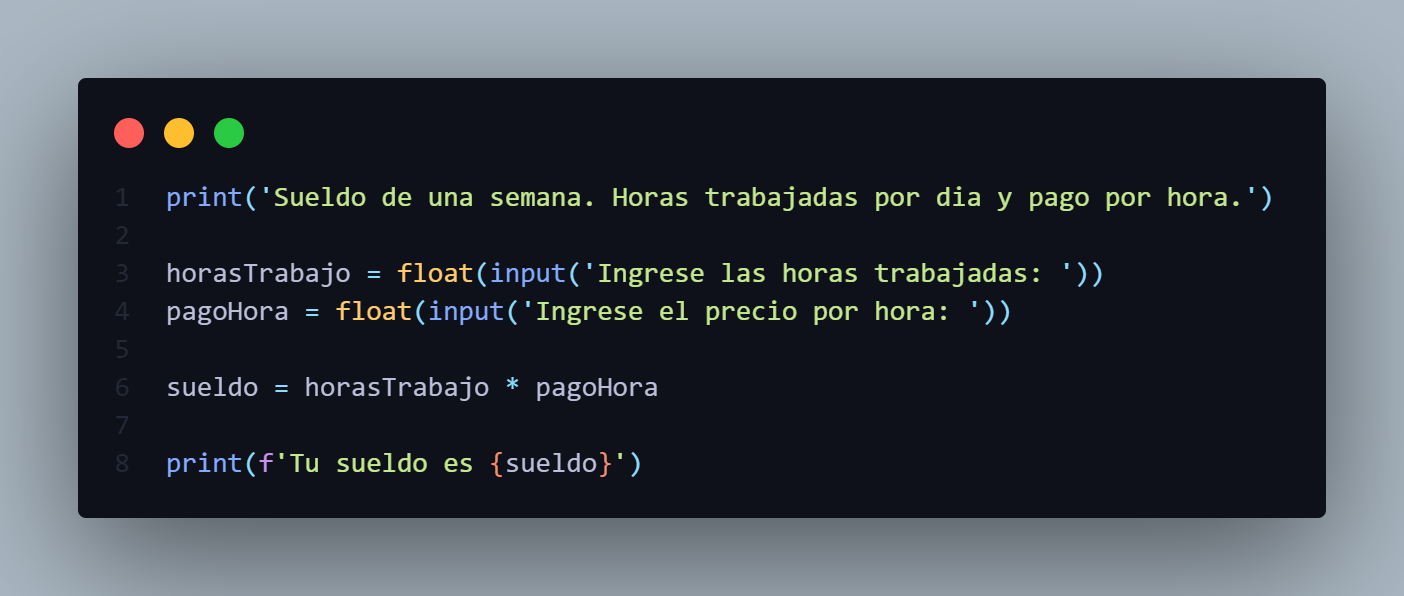 1 print('Sueldo de una semana. Horas trabajadas por dia y pago por hora.')
2
3 horasTrabajo = float(input('Ingrese las horas trabajadas: '))
4 pagoHora = float(input('Ingrese el precio por hora: '))
5
6 sueldo = horasTrabajo * pagoHora
7
8 print(f'Tu sueldo es {sueldo}')